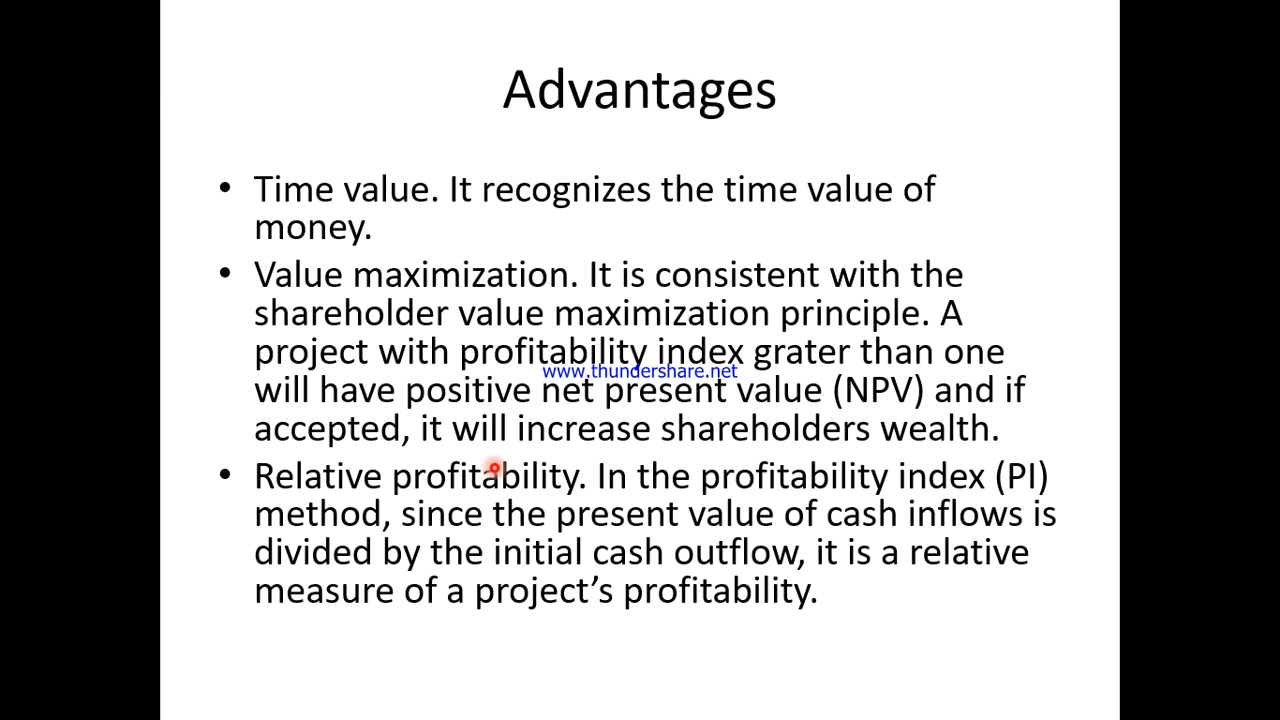 Advantages
• Time value. It recognizes the time value of
money.
• Value maximization. It is consistent with the
shareholder value maximization principle. A
project with profitability index grater than one
www.thundershare.net
will have positive net present value (NPV) and if
accepted, it will increase shareholders wealth.
• Relative profitability. In the profitability index (PI)
method, since the present value of cash inflows is
divided by the initial cash outflow, it is a relative
measure of a project’s profitability.